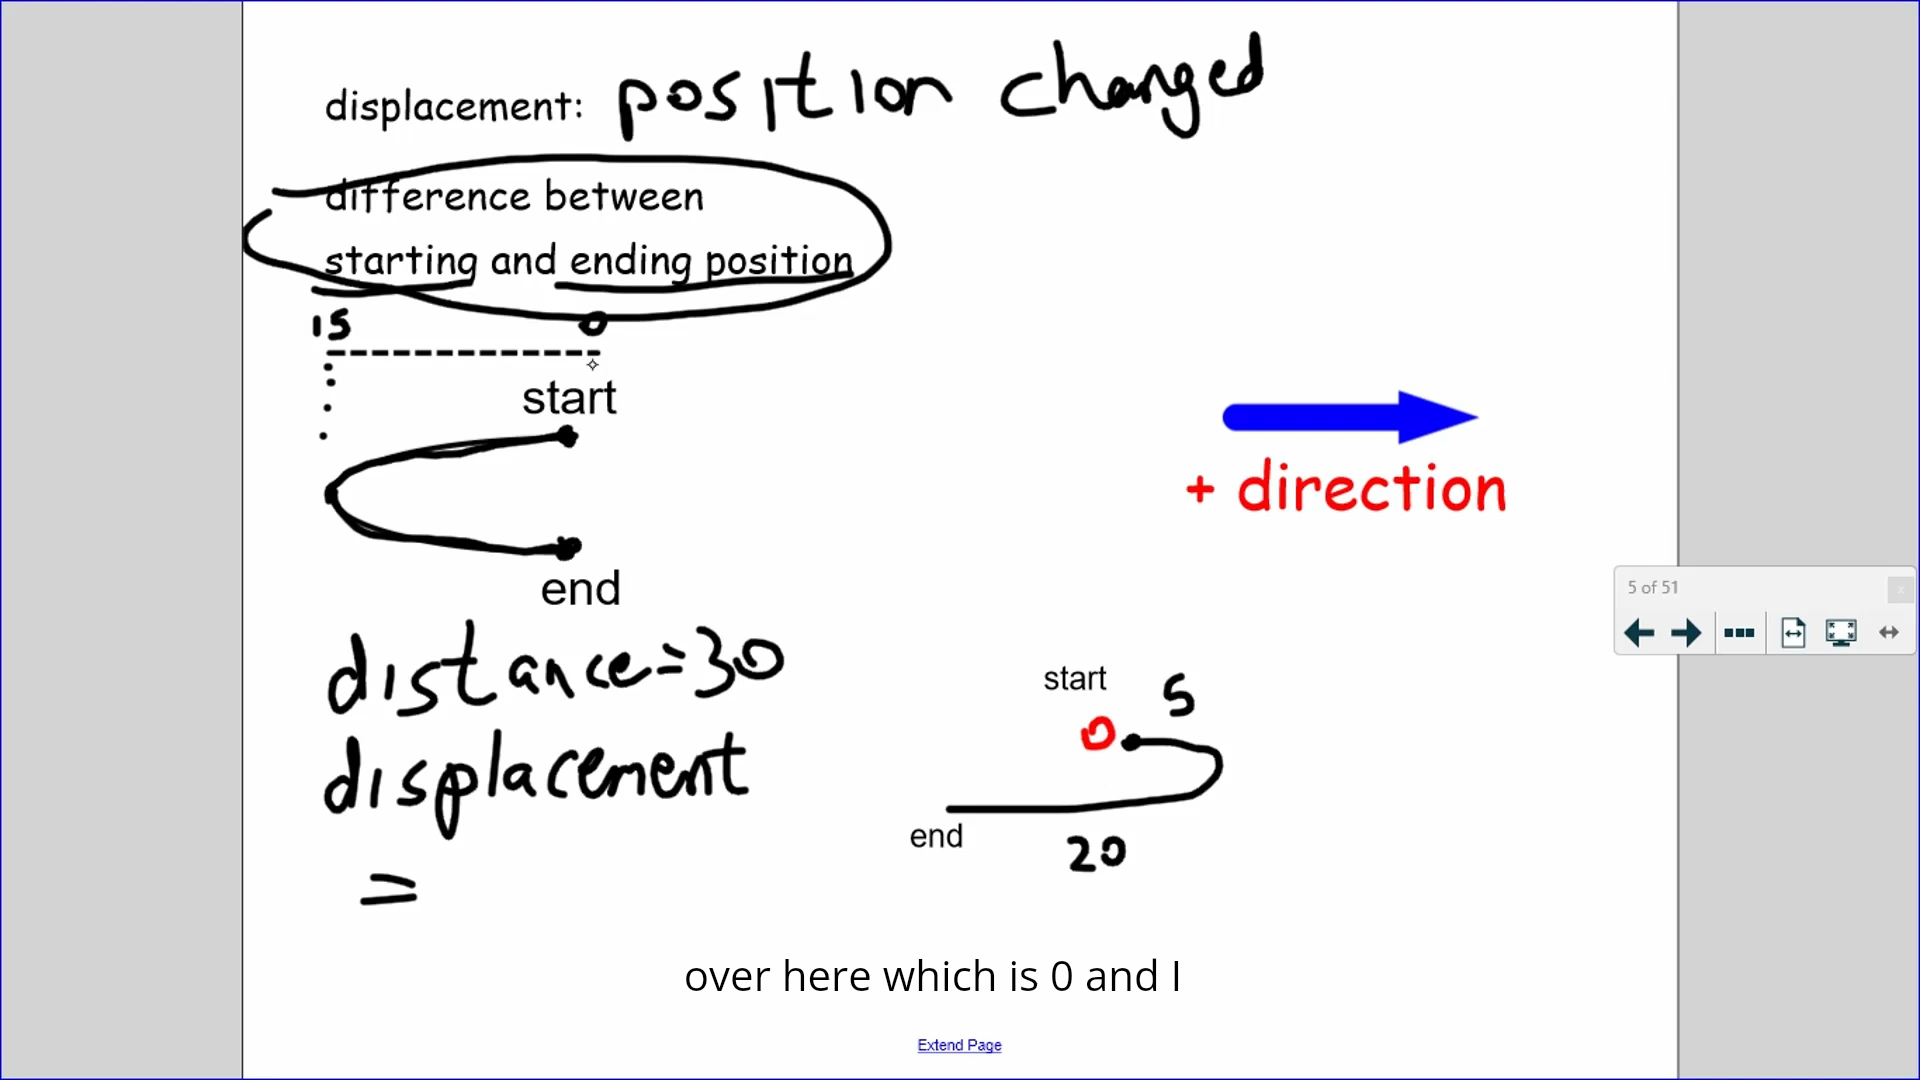 displacement: position changed
difference between
starting and ending position
15 0
start
end
distance=30
displacement
=
+ direction
5 of 51
start 5
0
end
20
over here which is 0 and I
Extend Page